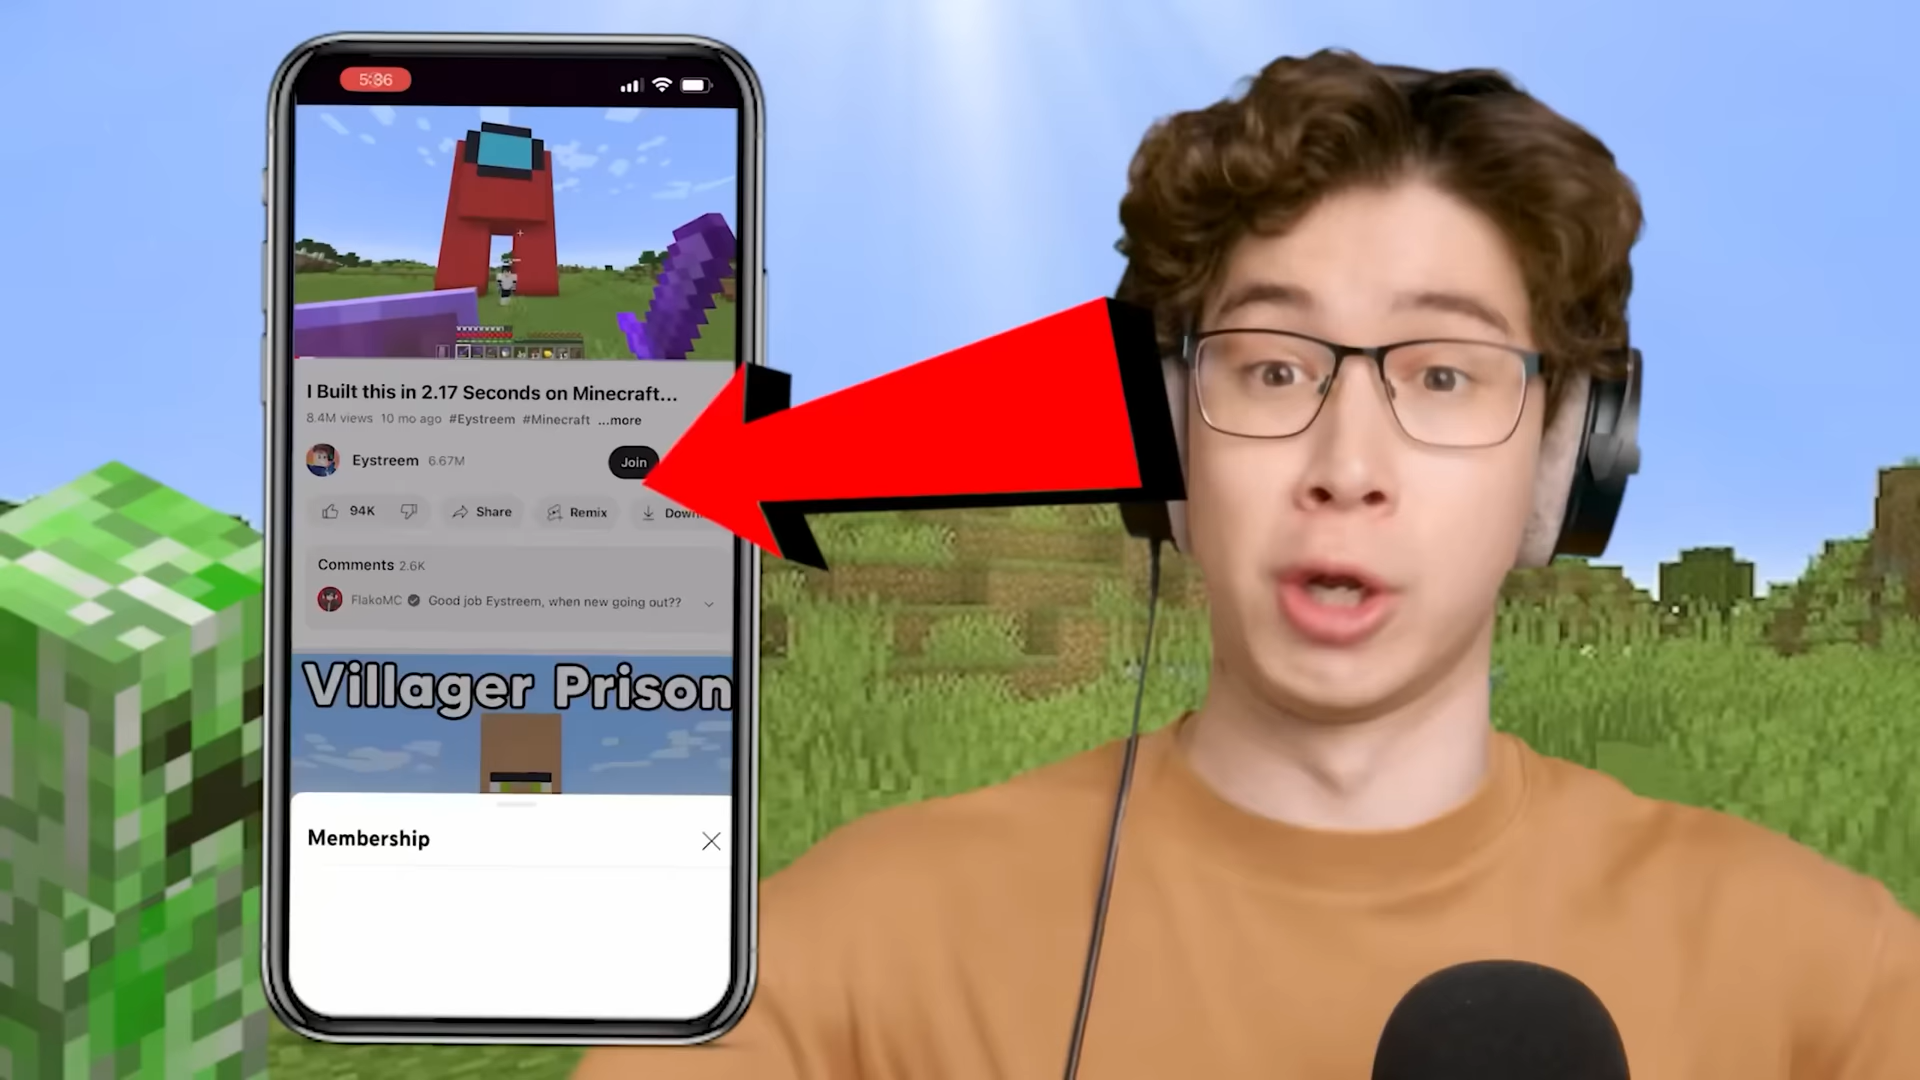 5:36
I Built this in 2.17 Seconds on Minecraft...
8.4M views 10 mo ago #Eystreem #Minecraft ...more
Eystreem 6.67M
Join
94K Share Remix
Comments 2.6K
FlakoMC Good job Eystreem, when new going out??
Villager Prison
Membership